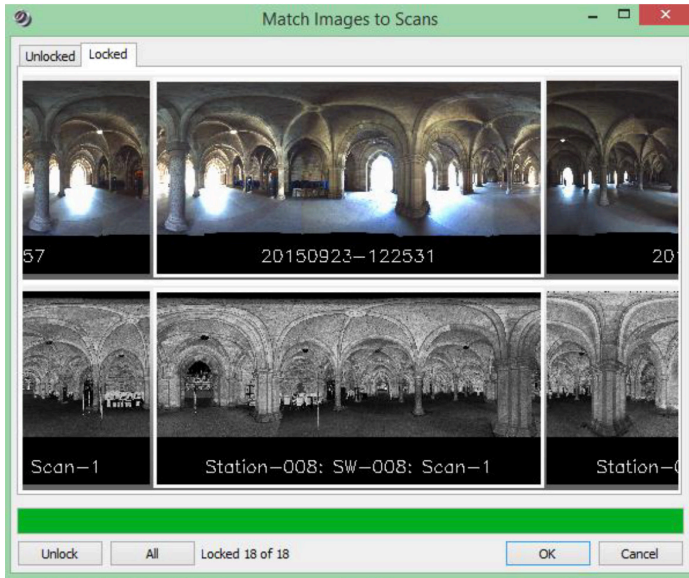 Match Images to Scans
Unlocked Locked
57 20150923-122531 20
Scan-1 Station-008: SW-008: Scan-1 Station-
Unlock All Locked 18 of 18 OK Cancel